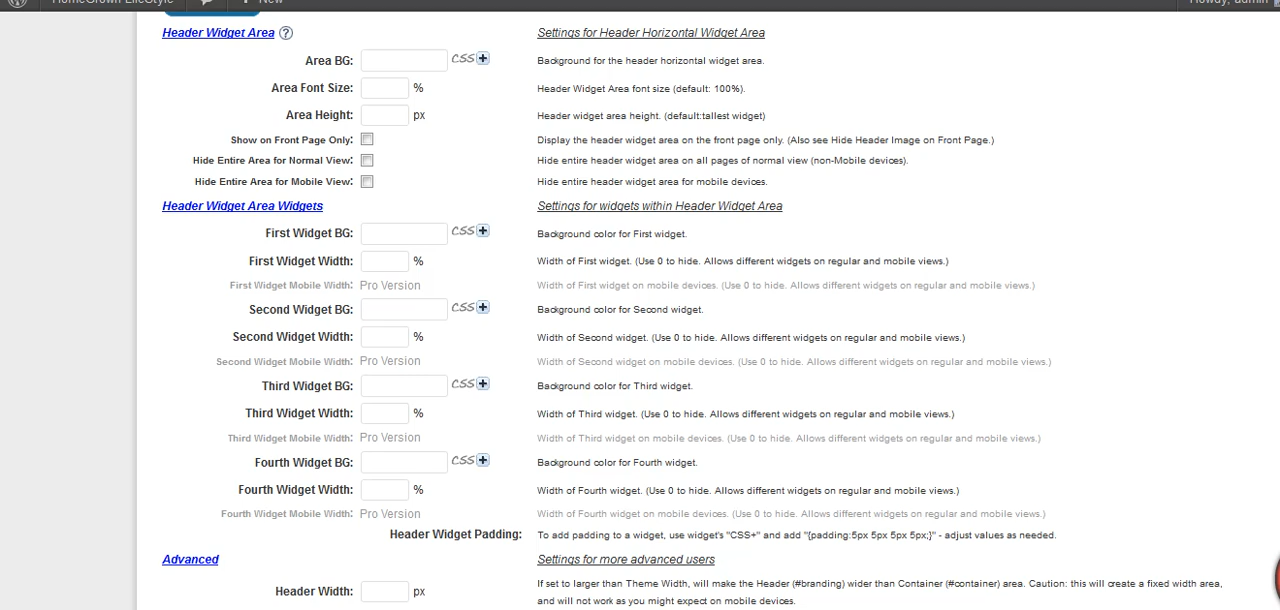 HomeGrown LifeStyle New Howdy, admin
Header Widget Area ? Settings for Header Horizontal Widget Area
Area BG: CSS+ Background for the header horizontal widget area.
Area Font Size: % Header Widget Area font size (default: 100%).
Area Height: px Header widget area height. (default:tallest widget)
Show on Front Page Only: Display the header widget area on the front page only. (Also see Hide Header Image on Front Page.)
Hide Entire Area for Normal View: Hide entire header widget area on all pages of normal view (non-Mobile devices).
Hide Entire Area for Mobile View: Hide entire header widget area for mobile devices.
Header Widget Area Widgets Settings for widgets within Header Widget Area
First Widget BG: CSS+ Background color for First widget.
First Widget Width: % Width of First widget. (Use 0 to hide. Allows different widgets on regular and mobile views.)
First Widget Mobile Width: Pro Version Width of First widget on mobile devices. (Use 0 to hide. Allows different widgets on regular and mobile views.)
Second Widget BG: CSS+ Background color for Second widget.
Second Widget Width: % Width of Second widget. (Use 0 to hide. Allows different widgets on regular and mobile views.)
Second Widget Mobile Width: Pro Version Width of Second widget on mobile devices. (Use 0 to hide. Allows different widgets on regular and mobile views.)
Third Widget BG: CSS+ Background color for Third widget.
Third Widget Width: % Width of Third widget. (Use 0 to hide. Allows different widgets on regular and mobile views.)
Third Widget Mobile Width: Pro Version Width of Third widget on mobile devices. (Use 0 to hide. Allows different widgets on regular and mobile views.)
Fourth Widget BG: CSS+ Background color for Fourth widget.
Fourth Widget Width: % Width of Fourth widget. (Use 0 to hide. Allows different widgets on regular and mobile views.)
Fourth Widget Mobile Width: Pro Version Width of Fourth widget on mobile devices. (Use 0 to hide. Allows different widgets on regular and mobile views.)
Header Widget Padding: To add padding to a widget, use widget's "CSS+" and add "{padding:5px 5px 5px 5px;}" - adjust values as needed.
Advanced Settings for more advanced users
Header Width: px If set to larger than Theme Width, will make the Header (#branding) wider than Container (#container) area. Caution: this will create a fixed width area,
and will not work as you might expect on mobile devices.